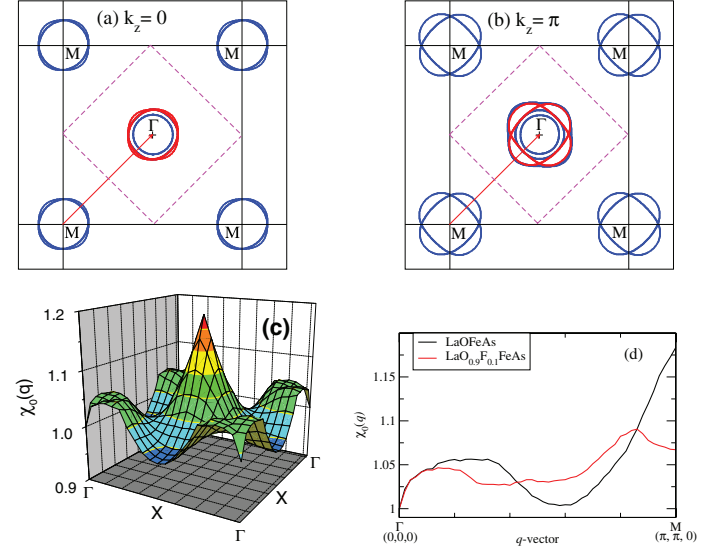 (a) k_z = 0
M M
Γ
M M
(b) k_z = π
M M
Γ
M M
(c)
χ₀(q)
1.2
1.1
1.0
0.9
Γ X Γ X Γ
(d)
LaOFeAs
LaO₀.₉F₀.₁FeAs
χ₀(q)
1.15
1.1
1.05
1
Γ M
(0,0,0) q-vector (π, π, 0)